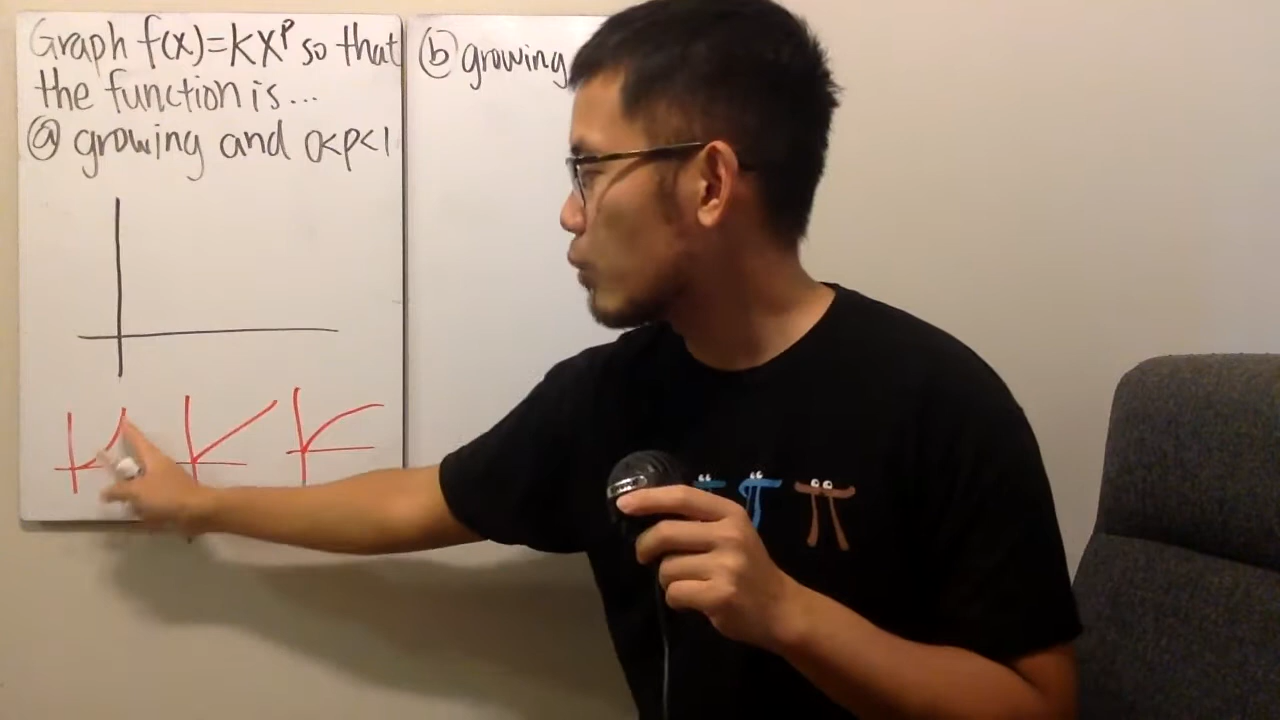 Graph f(x)=kx^p so that
the function is...
ⓐ growing and 0<p<1
ⓑ growing
π π π